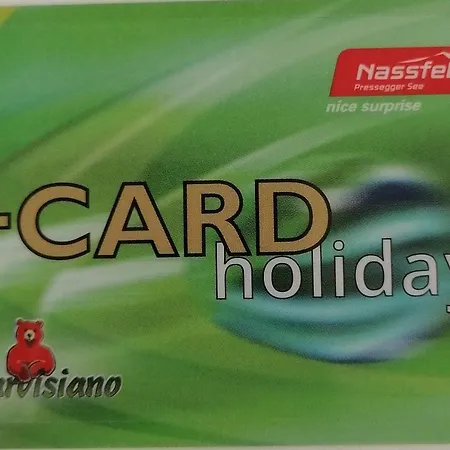 Nassfel
Pressegger See
nice surprise
+CARD
holiday
arvisiano